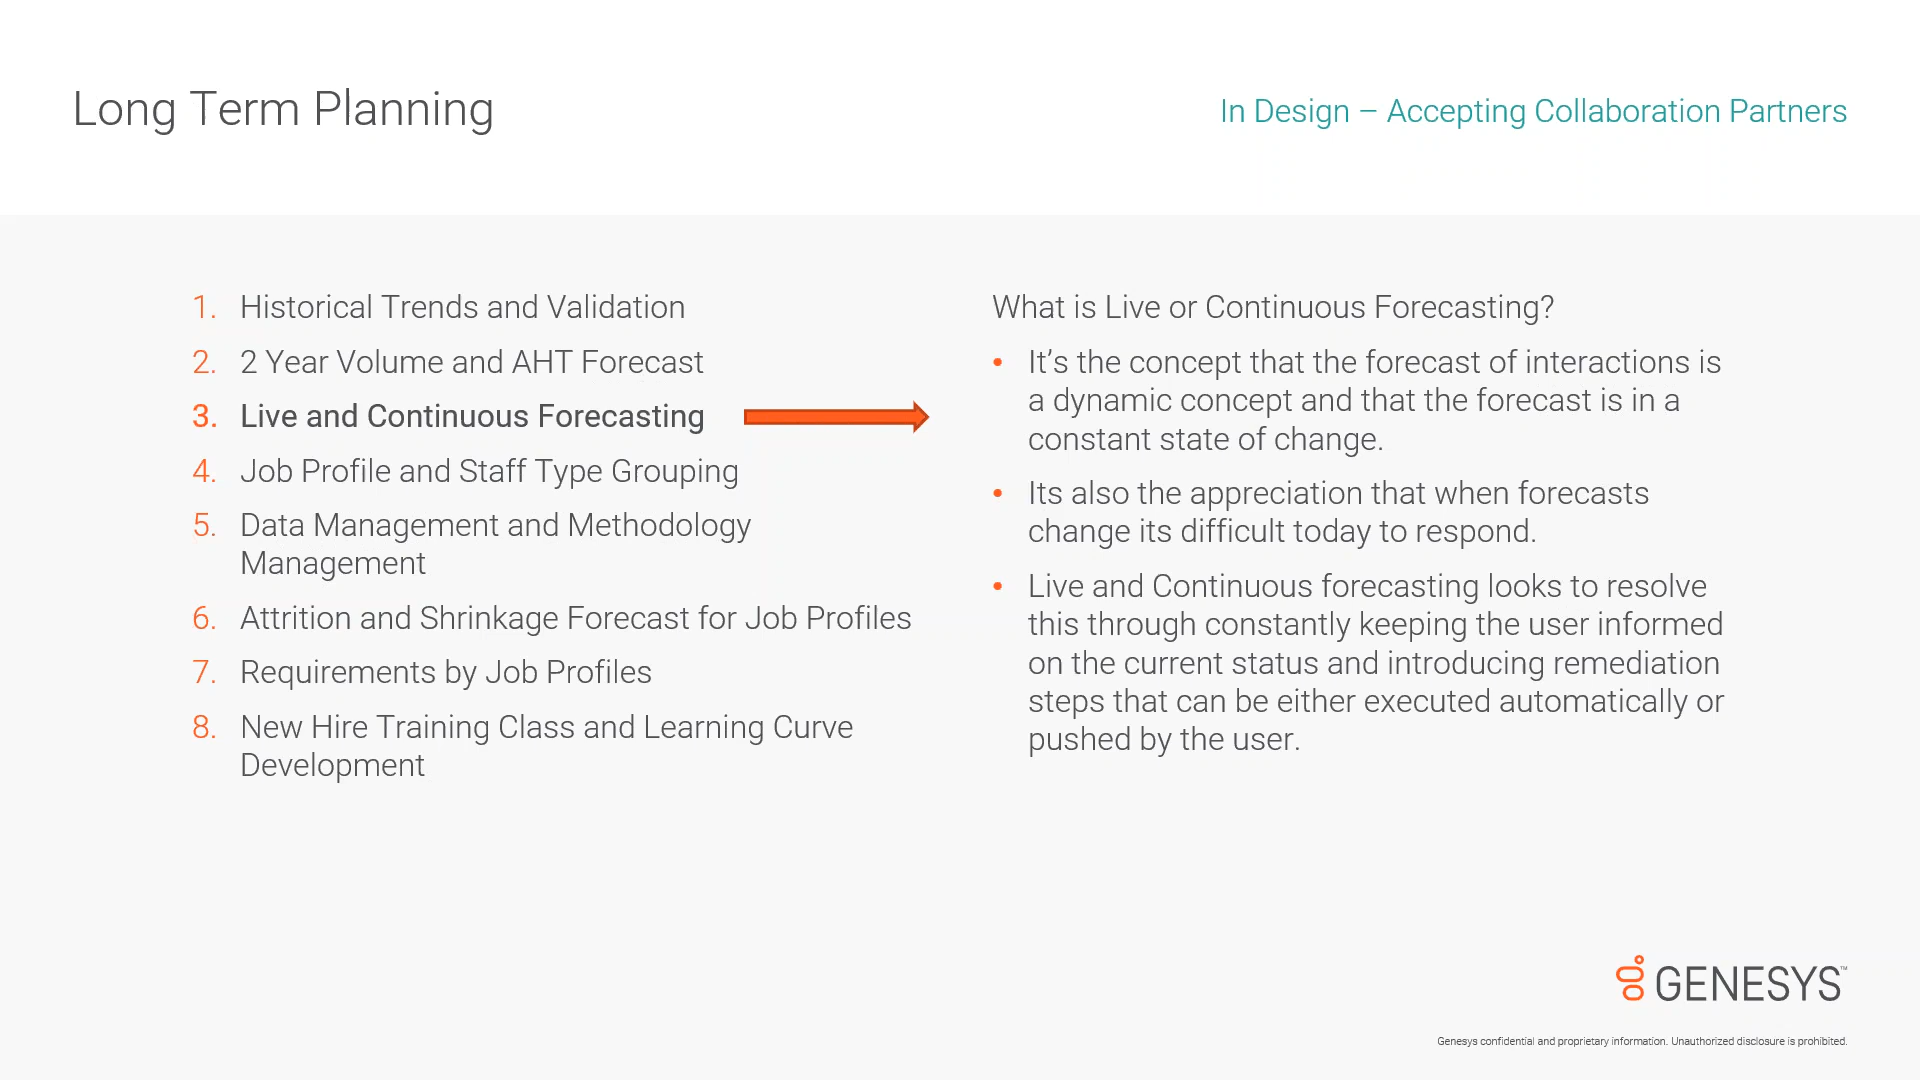 Long Term Planning
In Design – Accepting Collaboration Partners
1. Historical Trends and Validation
2. 2 Year Volume and AHT Forecast
3. Live and Continuous Forecasting
4. Job Profile and Staff Type Grouping
5. Data Management and Methodology
Management
6. Attrition and Shrinkage Forecast for Job Profiles
7. Requirements by Job Profiles
8. New Hire Training Class and Learning Curve
Development
What is Live or Continuous Forecasting?
• It’s the concept that the forecast of interactions is
a dynamic concept and that the forecast is in a
constant state of change.
• Its also the appreciation that when forecasts
change its difficult today to respond.
• Live and Continuous forecasting looks to resolve
this through constantly keeping the user informed
on the current status and introducing remediation
steps that can be either executed automatically or
pushed by the user.
GENESYS™
Genesys confidential and proprietary information. Unauthorized disclosure is prohibited.